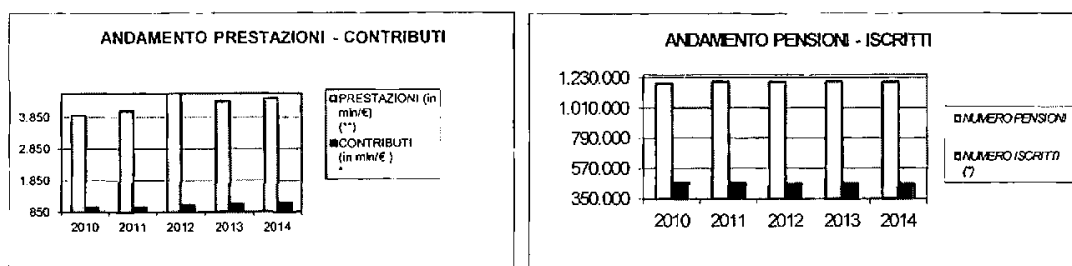 ANDAMENTO PRESTAZIONI - CONTRIBUTI
3.850
2.850
1.850
850
2010 2011 2012 2013 2014
PRESTAZIONI (in
mln/€)
(**)
CONTRIBUTI
(in mln/€ )
*
ANDAMENTO PENSIONI - ISCRITTI
1.230.000
1.010.000
790.000
570.000
350.000
2010 2011 2012 2013 2014
NUMERO PENSIONI
NUMERO ISCRITTI
(*)